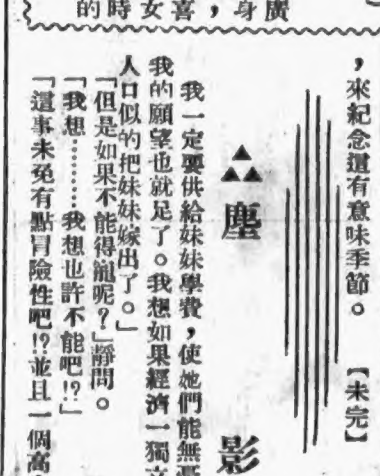 廣
身，
喜
女
時
的
，來紀念這有意味季節。
【未完】
塵影
我一定要供給妹妹學費，使她們能無
我的願望也就足了。我想如果經濟一獨立
人口似的把妹妹嫁出了。」
「但是如果不能得寵呢？」靜問。
「我想………我想也許不能吧!?」
「這事未免有點冒險性吧!?並且一個高